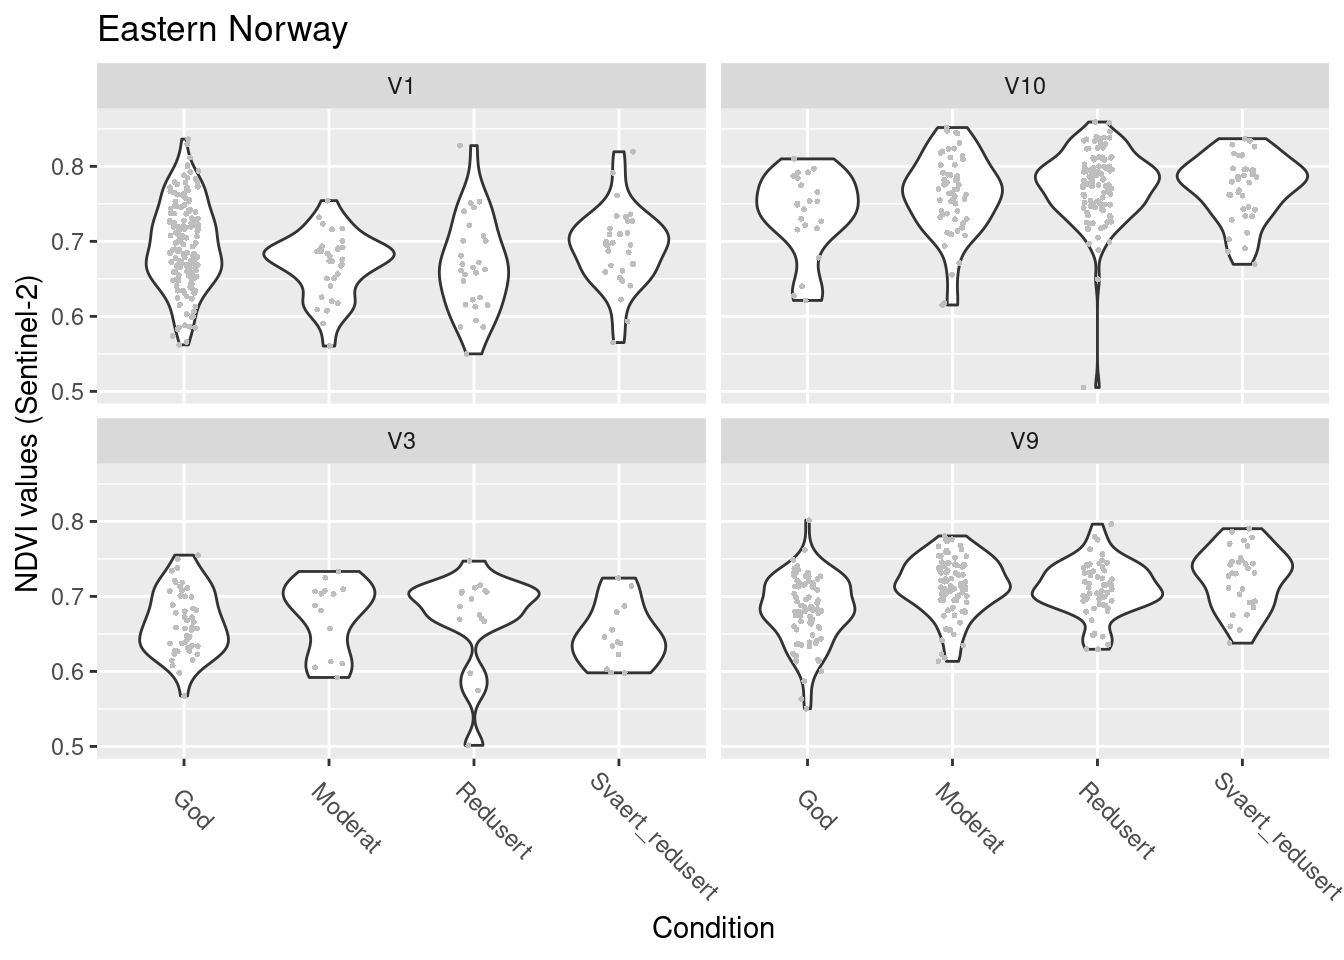 Eastern Norway
V1
V10
0.8
0.7
0.6
0.5
V3
V9
0.8
0.7
0.6
0.5
NDVI values (Sentinel-2)
God
Moderat
Redusert
Svaert_redusert
God
Moderat
Redusert
Svaert_redusert
Condition